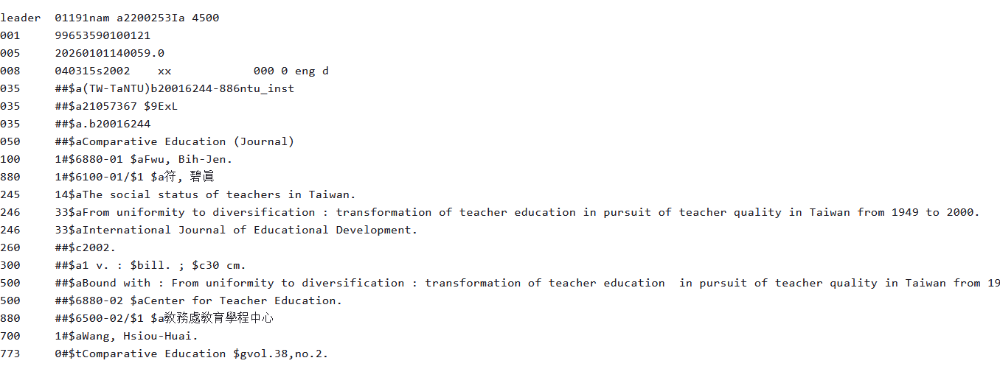 leader 01191nam a2200253Ia 4500
001 99653590100121
005 20260101140059.0
008 040315s2002    xx            000 0 eng d
035 ##$a(TW-TaNTU)b20016244-886ntu_inst
035 ##$a21057367 $9ExL
035 ##$a.b20016244
050 ##$aComparative Education (Journal)
100 1#$6880-01 $aFwu, Bih-Jen.
880 1#$6100-01/$1 $a符, 碧眞
245 14$aThe social status of teachers in Taiwan.
246 33$aFrom uniformity to diversification : transformation of teacher education in pursuit of teacher quality in Taiwan from 1949 to 2000.
246 33$aInternational Journal of Educational Development.
260 ##$c2002.
300 ##$a1 v. : $bill. ; $c30 cm.
500 ##$aBound with : From uniformity to diversification : transformation of teacher education  in pursuit of teacher quality in Taiwan from 19
500 ##$6880-02 $aCenter for Teacher Education.
880 ##$6500-02/$1 $a敎務處敎育學程中心
700 1#$aWang, Hsiou-Huai.
773 0#$tComparative Education $gvol.38,no.2.